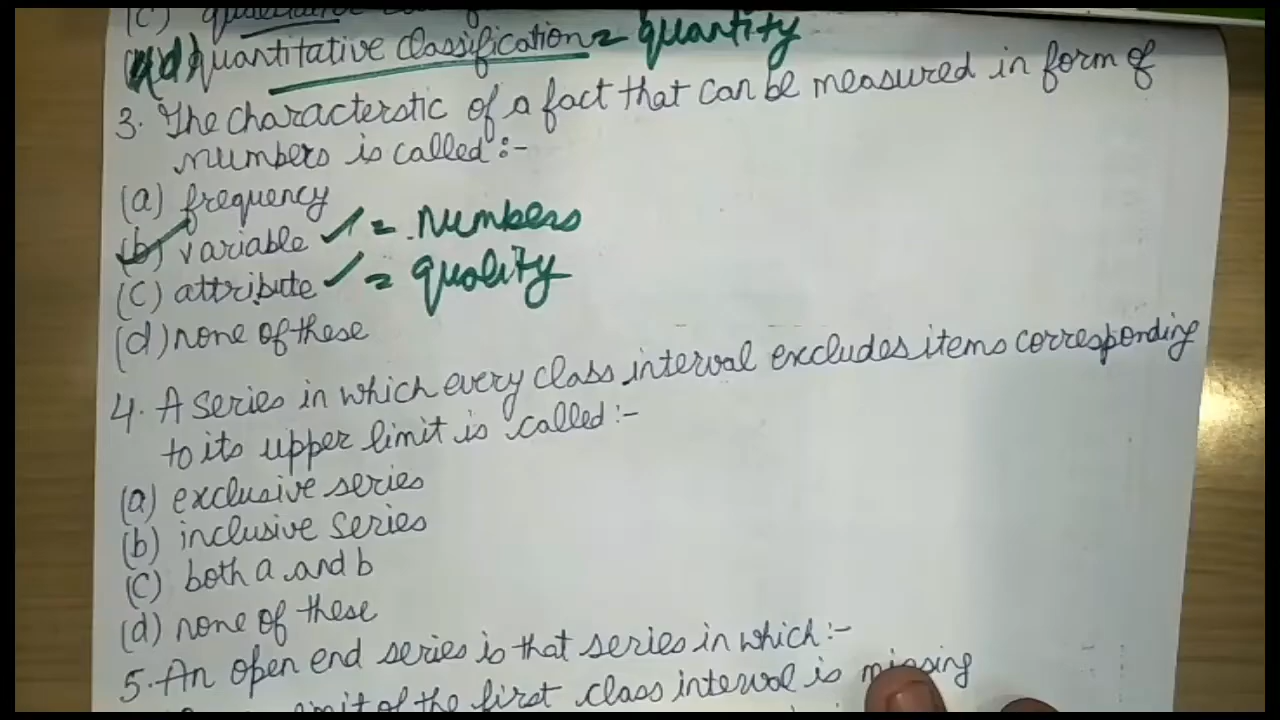 (c) qualitative
(d) quantitative classification = quantity
3. The characterstic of a fact that can be measured in form of
numbers is called :-
(a) frequency
(b) variable ✓ = Numbers
(c) attribute ✓ = quality
(d) none of these
4. A series in which every class interval excludes items corresponding
to its upper limit is called :-
(a) exclusive series
(b) inclusive series
(c) both a and b
(d) none of these
5. An open end series is that series in which :-
limit of the first class interval is missing